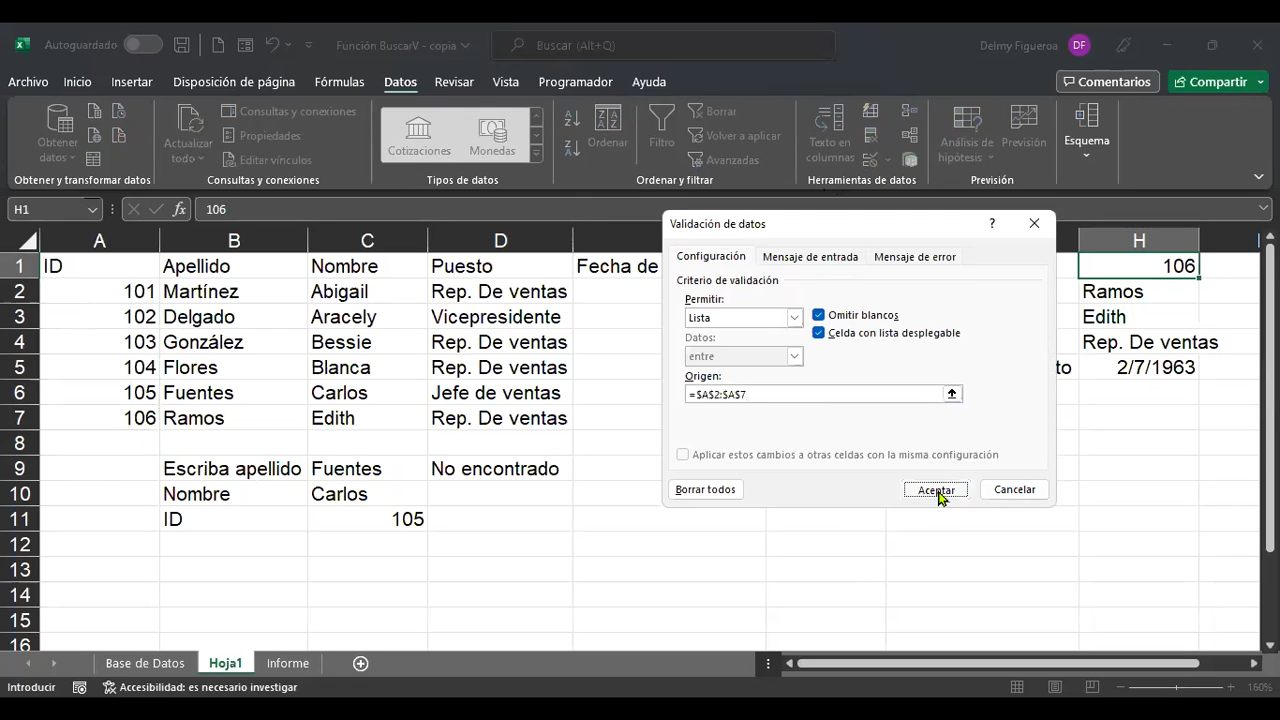 Autoguardado
Función BuscarV - copia
Buscar (Alt+Q)
Delmy Figueroa
DF
Archivo Inicio Insertar Disposición de página Fórmulas Datos Revisar Vista Programador Ayuda
Comentarios
Compartir
Obtener datos
Actualizar todo
Consultas y conexiones
Propiedades
Editar vínculos
Cotizaciones
Monedas
Ordenar
Filtro
Borrar
Volver a aplicar
Avanzadas
Texto en columnas
Análisis de hipótesis
Previsión
Esquema
Obtener y transformar datos
Consultas y conexiones
Tipos de datos
Ordenar y filtrar
Herramientas de datos
Previsión
H1
fx
106
A B C D H
1 ID Apellido Nombre Puesto Fecha de 106
2 101 Martínez Abigail Rep. De ventas Ramos
3 102 Delgado Aracely Vicepresidente Edith
4 103 González Bessie Rep. De ventas Rep. De ventas
5 104 Flores Blanca Rep. De ventas to 2/7/1963
6 105 Fuentes Carlos Jefe de ventas
7 106 Ramos Edith Rep. De ventas
8
9 Escriba apellido Fuentes No encontrado
10 Nombre Carlos
11 ID 105
12
13
14
15
16
Validación de datos
?
Configuración Mensaje de entrada Mensaje de error
Criterio de validación
Permitir:
Lista
Omitir blancos
Celda con lista desplegable
Datos:
entre
Origen:
=$A$2:$A$7
Aplicar estos cambios a otras celdas con la misma configuración
Borrar todos
Aceptar
Cancelar
Base de Datos Hoja1 Informe
Introducir
Accesibilidad: es necesario investigar
160%